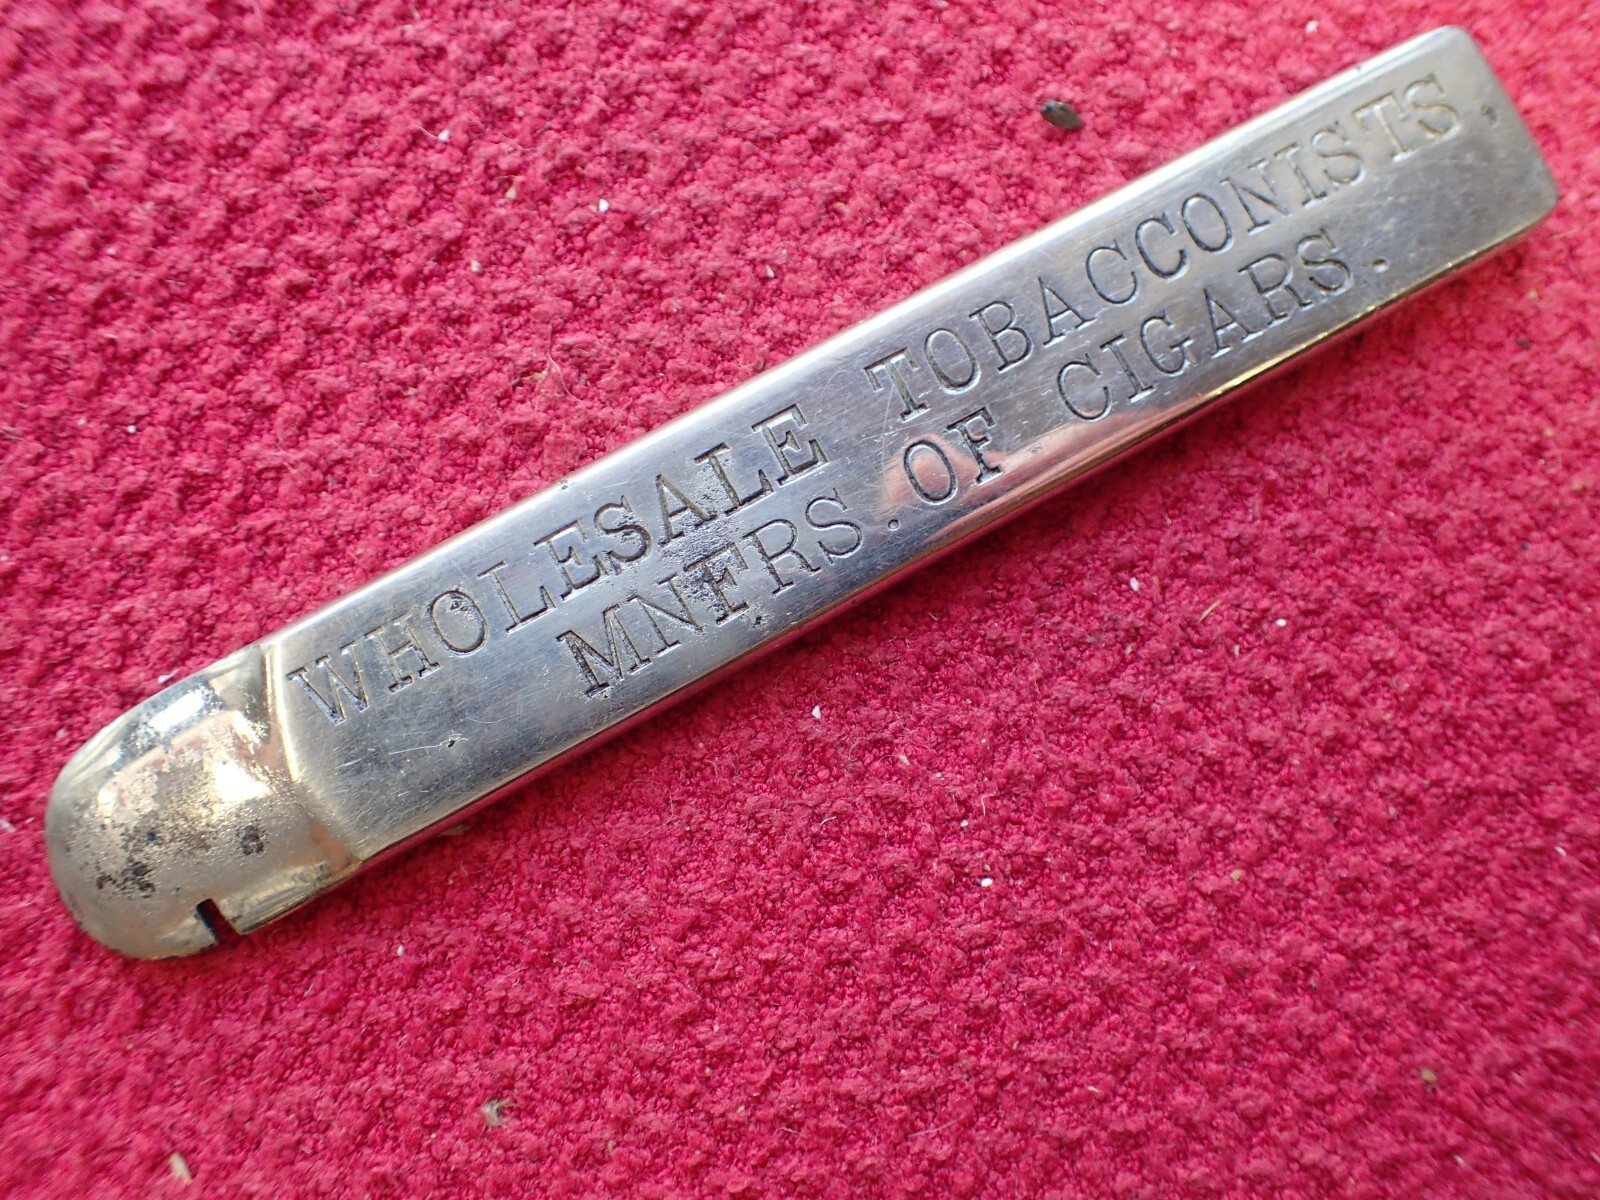 WHOLESALE TOBACCONISTS.
MNFRS. OF CIGARS.